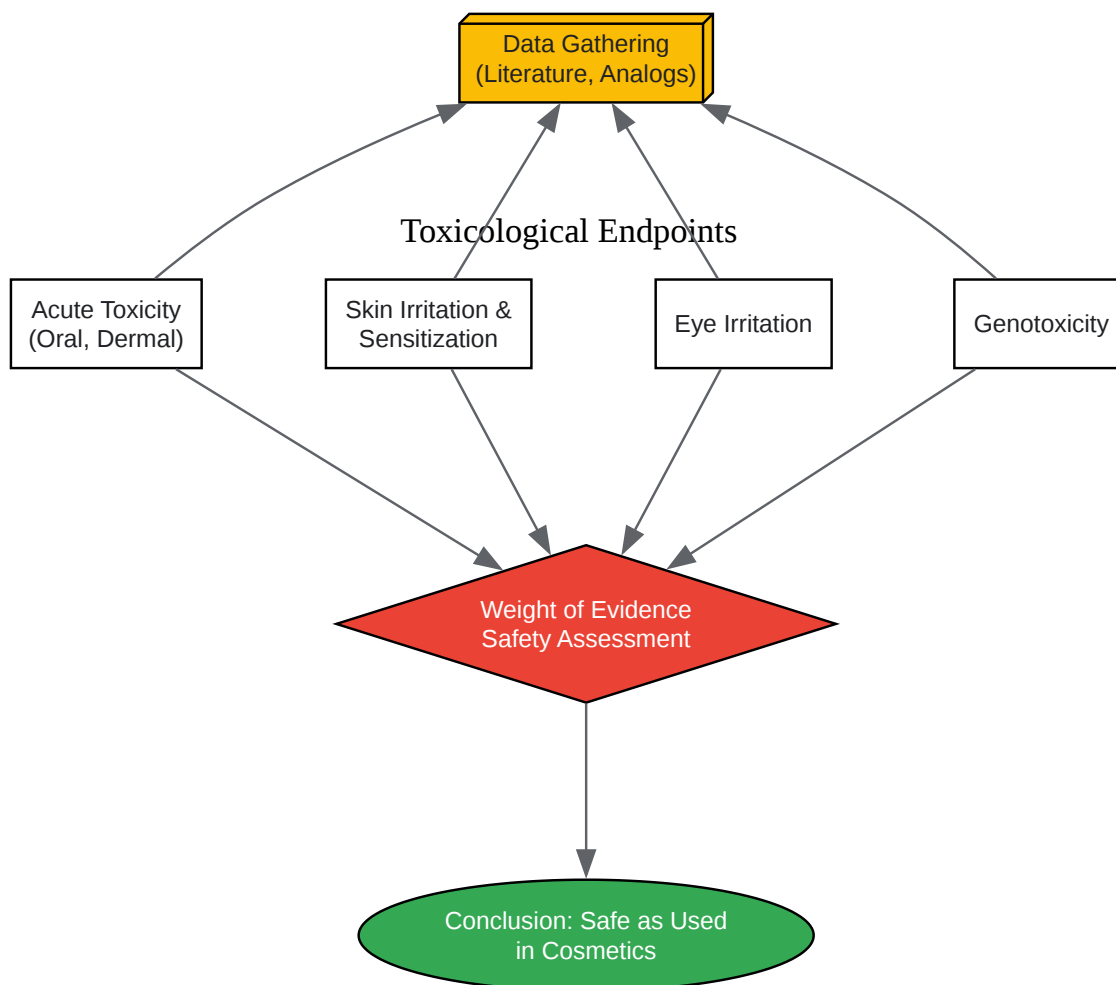 Data Gathering
(Literature, Analogs)
Toxicological Endpoints
Acute Toxicity
(Oral, Dermal)
Skin Irritation &
Sensitization
Eye Irritation
Genotoxicity
Weight of Evidence
Safety Assessment
Conclusion: Safe as Used
in Cosmetics